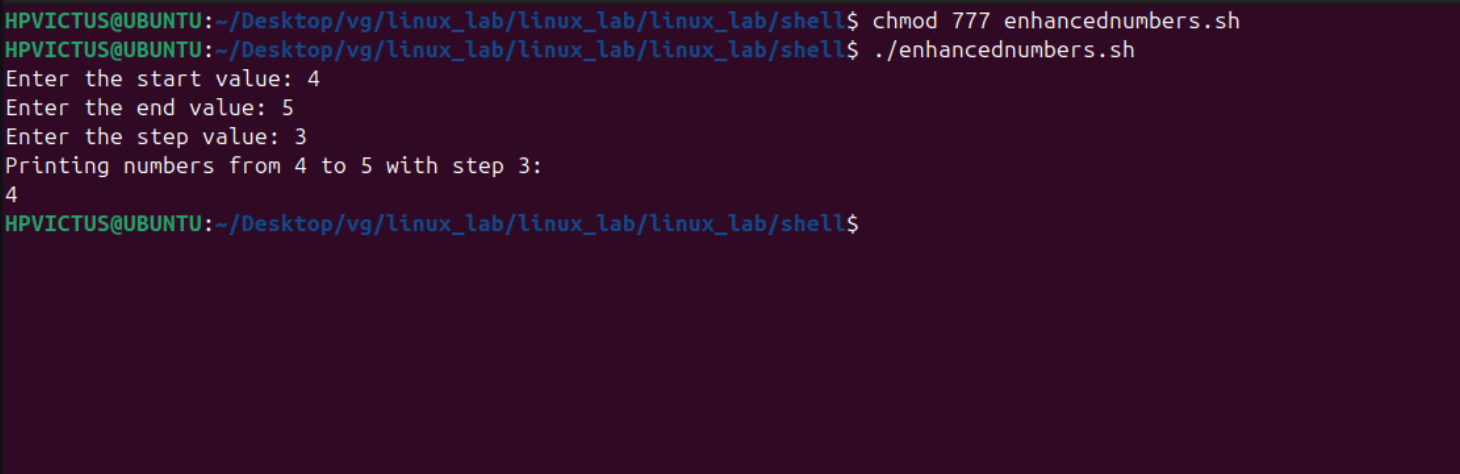 HPVICTUS@UBUNTU:~/Desktop/vg/linux_lab/linux_lab/linux_lab/shell$ chmod 777 enhancednumbers.sh
HPVICTUS@UBUNTU:~/Desktop/vg/linux_lab/linux_lab/linux_lab/shell$ ./enhancednumbers.sh
Enter the start value: 4
Enter the end value: 5
Enter the step value: 3
Printing numbers from 4 to 5 with step 3:
4
HPVICTUS@UBUNTU:~/Desktop/vg/linux_lab/linux_lab/linux_lab/shell$